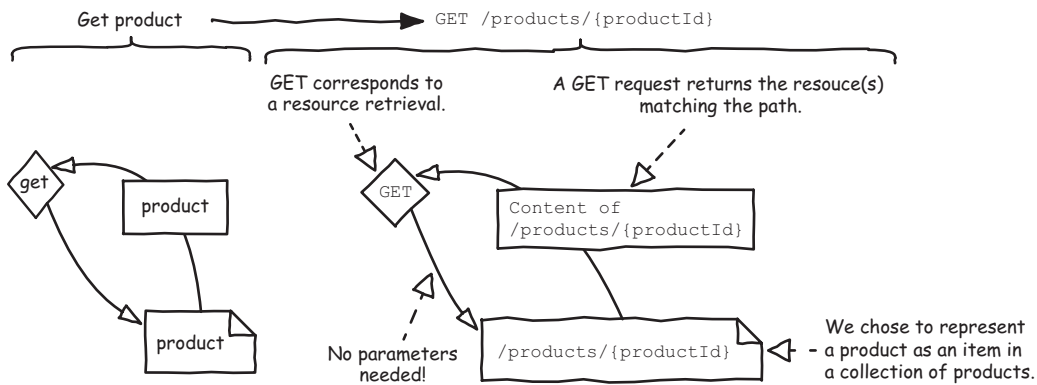 Get product
GET /products/{productId}
GET corresponds to
a resource retrieval.
A GET request returns the resouce(s)
matching the path.
get
product
product
GET
Content of
/products/{productId}
/products/{productId}
No parameters
needed!
We chose to represent
a product as an item in
a collection of products.